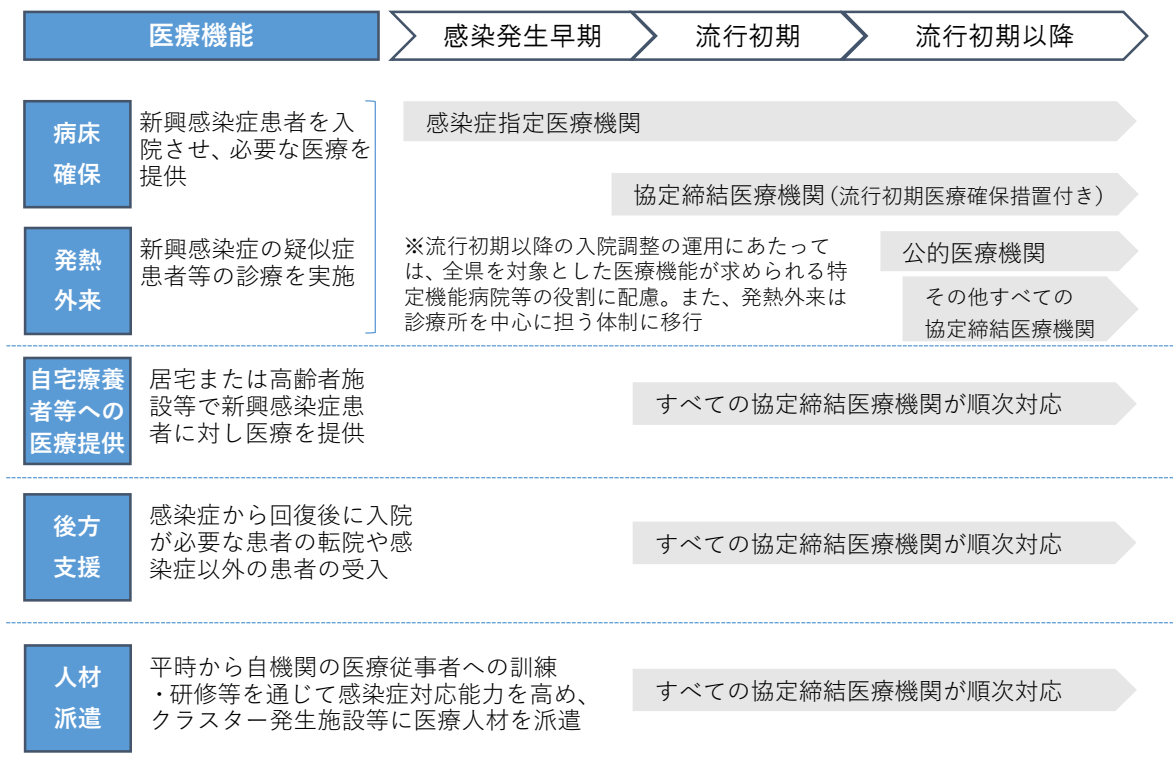 医療機能
感染発生早期
流行初期
流行初期以降
病床
確保
新興感染症患者を入
院させ、必要な医療を
提供
感染症指定医療機関
協定締結医療機関(流行初期医療確保措置付き)
発熱
外来
新興感染症の疑似症
患者等の診療を実施
※流行初期以降の入院調整の運用にあたって
は、全県を対象とした医療機能が求められる特
定機能病院等の役割に配慮。また、発熱外来は
診療所を中心に担う体制に移行
公的医療機関
その他すべての
協定締結医療機関
自宅療養
者等への
医療提供
居宅または高齢者施
設等で新興感染症患
者に対し医療を提供
すべての協定締結医療機関が順次対応
後方
支援
感染症から回復後に入院
が必要な患者の転院や感
染症以外の患者の受入
すべての協定締結医療機関が順次対応
人材
派遣
平時から自機関の医療従事者への訓練
・研修等を通じて感染症対応能力を高め、
クラスター発生施設等に医療人材を派遣
すべての協定締結医療機関が順次対応